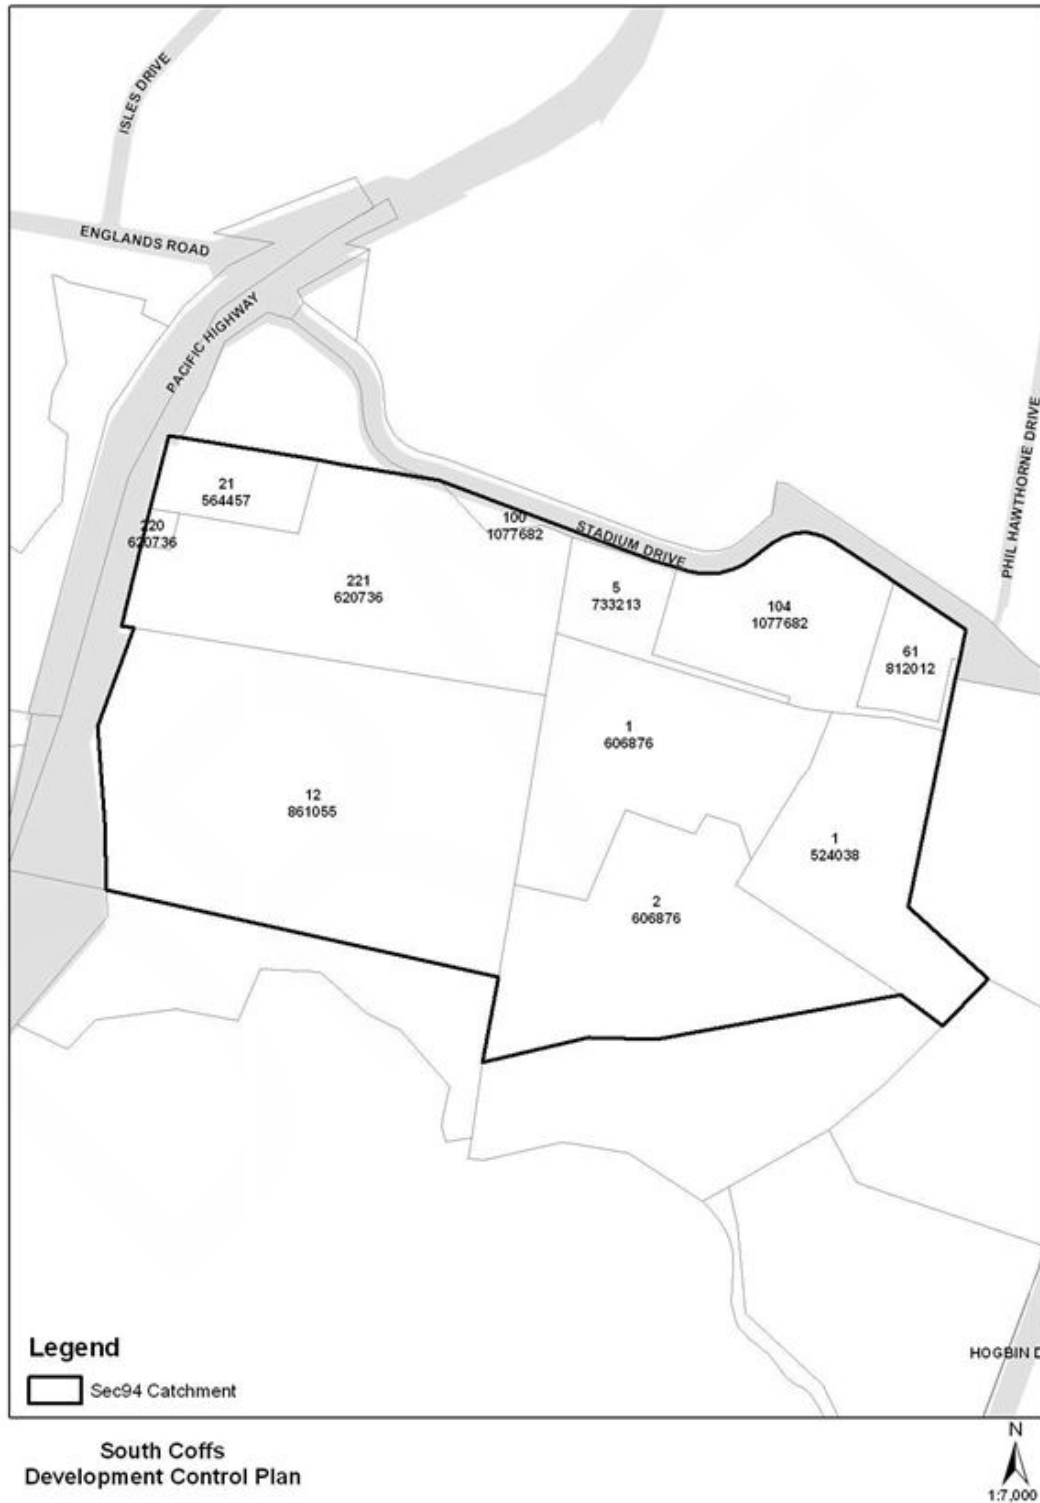 ISLES DRIVE
ENGLANDS ROAD
PACIFIC HIGHWAY
PHIL HAWTHORNE DRIVE
21
564457
220
620736
100
1077682
STADIUM DRIVE
221
620736
5
733213
104
1077682
61
812012
1
606876
12
861055
1
524038
2
606876
HOGBIN D
Legend
Sec94 Catchment
South Coffs
Development Control Plan
N
1:7,000